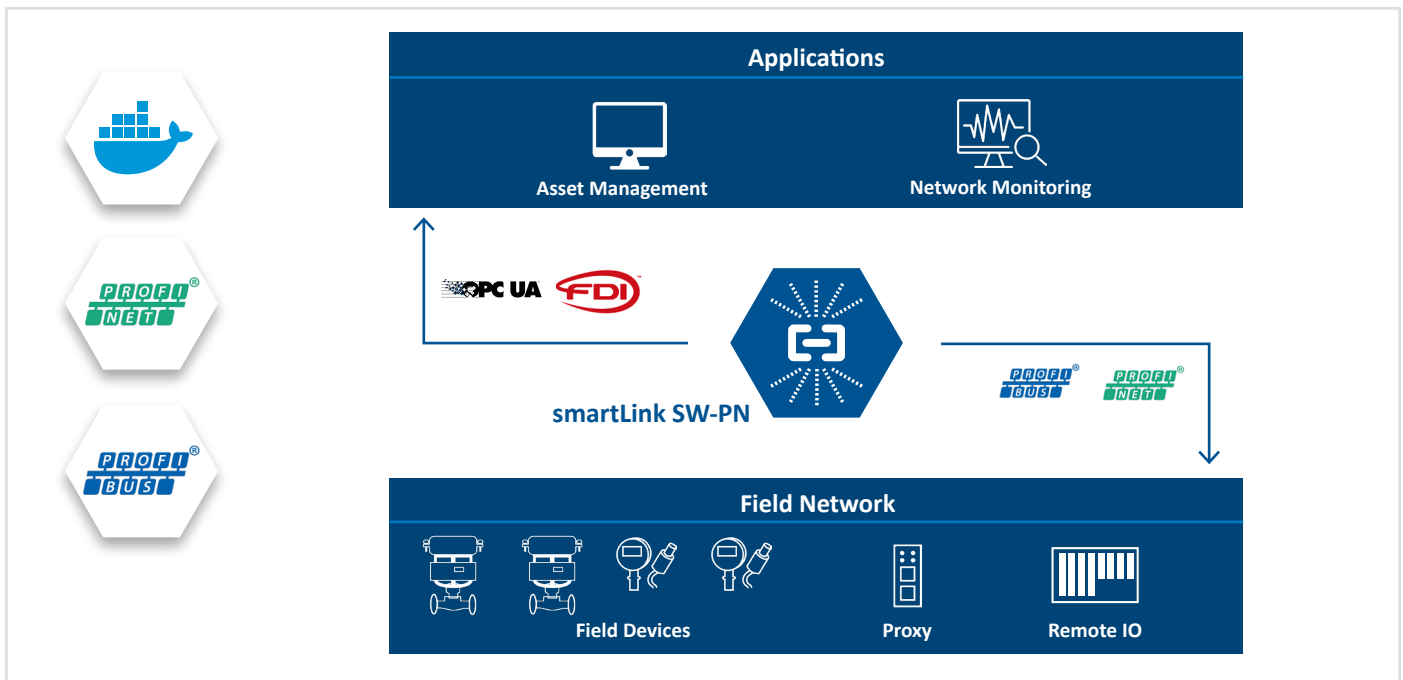 Applications
Asset Management
Network Monitoring
PROFI®
NET
OPC UA
FDI™
smartLink SW-PN
PROFI®
BUS
PROFI®
NET
PROFI®
BUS
Field Network
Field Devices
Proxy
Remote IO